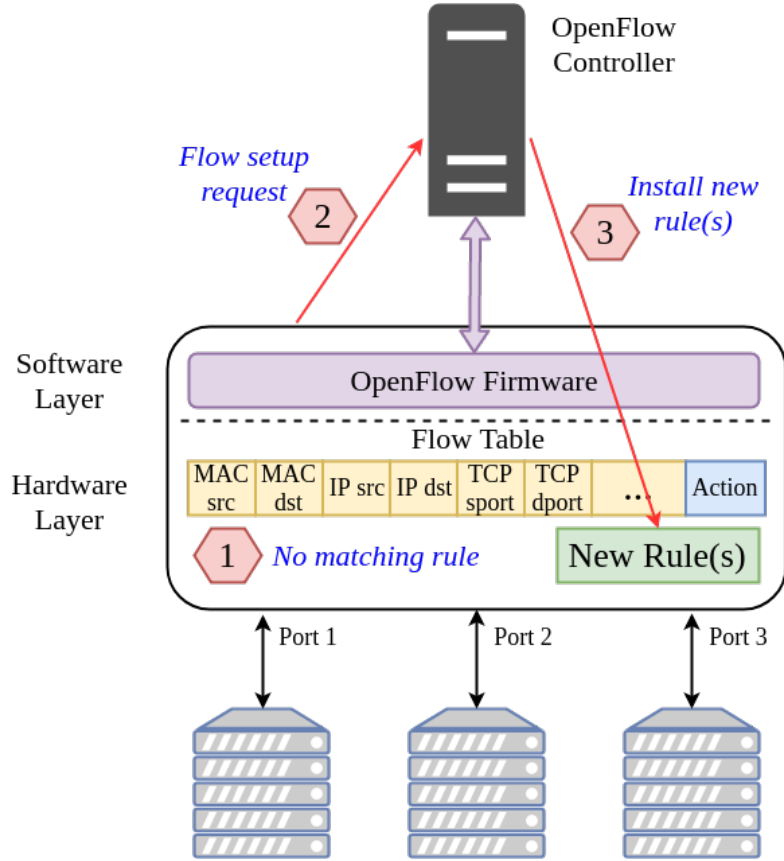 OpenFlow
Controller
Flow setup
request
2
Install new
rule(s)
3
Software
Layer
OpenFlow Firmware
Flow Table
Hardware
Layer
MAC
src
MAC
dst
IP src
IP dst
TCP
sport
TCP
dport
...
Action
1
No matching rule
New Rule(s)
Port 1
Port 2
Port 3